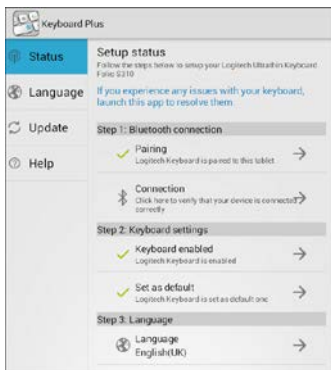 Keyboard Plus
Status
Language
Update
Help
Setup status
Follow the steps below to setup your Logitech Ultrathin Keyboard
Folio S310
If you experience any issues with your keyboard,
launch this app to resolve them.
Step 1: Bluetooth connection
Pairing
Logitech Keyboard is paired to this tablet
Connection
Click here to verify that your device is connected
correctly
Step 2: Keyboard settings
Keyboard enabled
Logitech Keyboard is enabled
Set as default
Logitech Keyboard is set as default one
Step 3: Language
Language
English(UK)